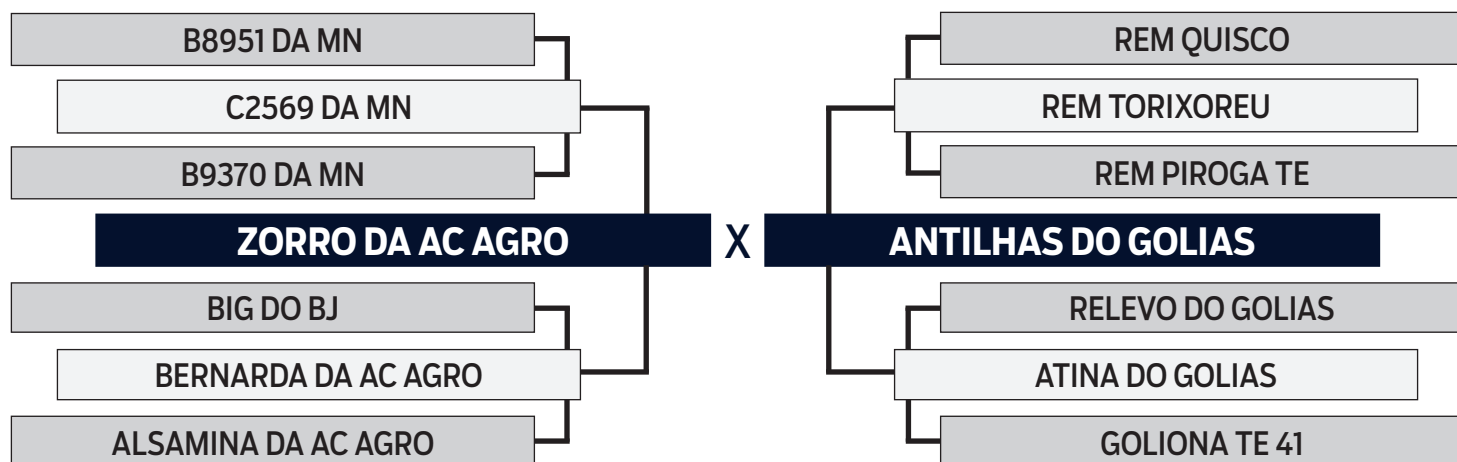 B8951 DA MN
C2569 DA MN
B9370 DA MN
ZORRO DA AC AGRO
BIG DO BJ
BERNARDA DA AC AGRO
ALSAMINA DA AC AGRO
X
REM QUISCO
REM TORIXOREU
REM PIROGA TE
ANTILHAS DO GOLIAS
RELEVO DO GOLIAS
ATINA DO GOLIAS
GOLIONA TE 41